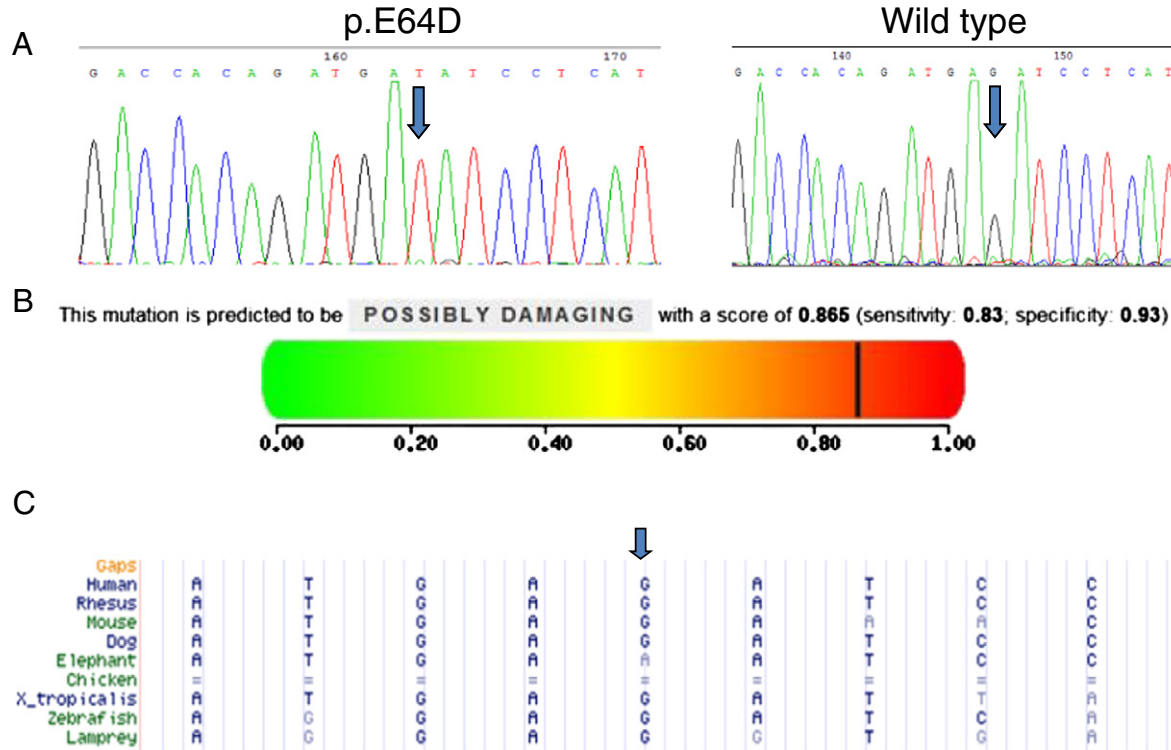 p.E64D
Wild type
A
160 170
G A C C A C A G A T G A T A T C C T C A T
140 150
G A C C A C A G A T G A G A T C C T C A T
B
This mutation is predicted to be POSSIBLY DAMAGING with a score of 0.865 (sensitivity: 0.83; specificity: 0.93)
0.00 0.20 0.40 0.60 0.80 1.00
C
Gaps
Human A T G A G A T C C
Rhesus A T G A G A T C C
Mouse A T G A G A A A C
Dog A T G A G A T C C
Elephant A T G A A A T C C
Chicken = = = = = = = = =
X_tropicalis A T G A G A T T A
Zebrafish A G G A G A T C A
Lamprey A G G A G G T G A